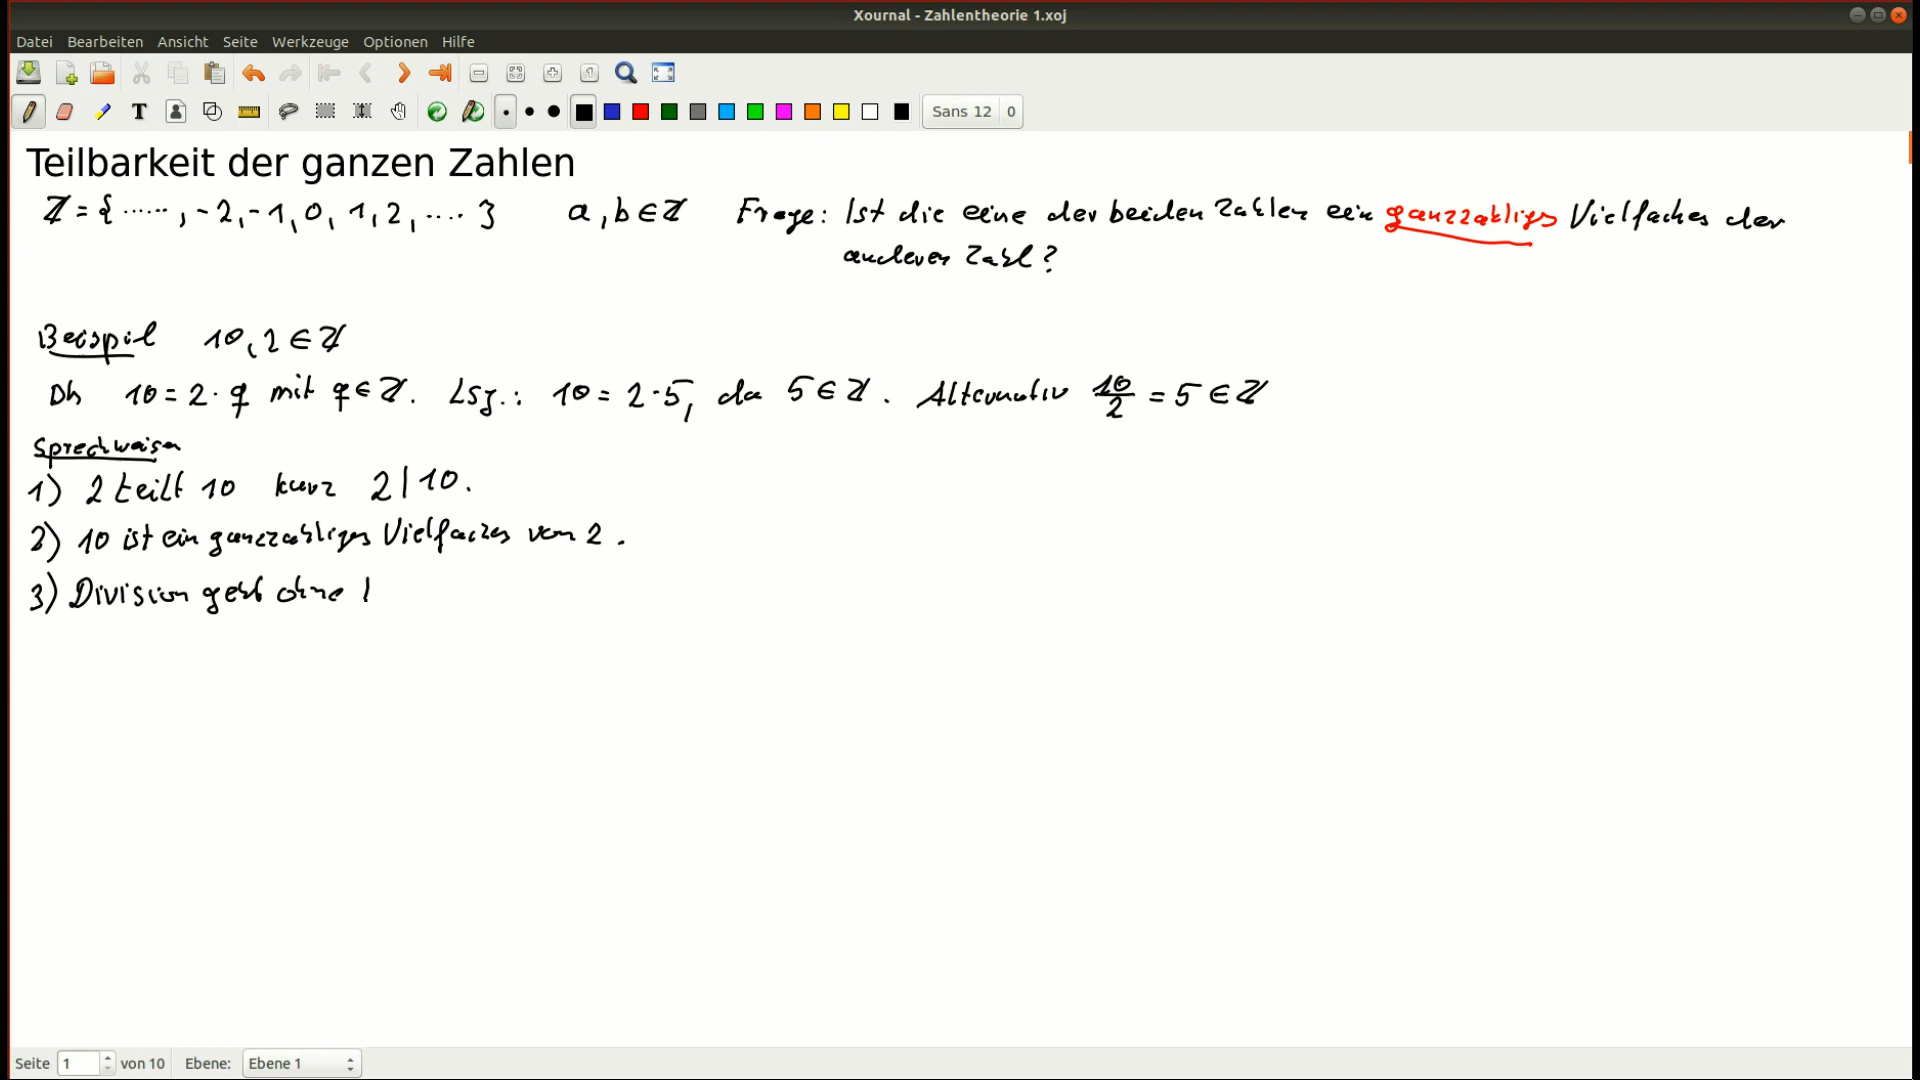 Xournal - Zahlentheorie 1.xoj
Datei Bearbeiten Ansicht Seite Werkzeuge Optionen Hilfe
Sans 12 0
Teilbarkeit der ganzen Zahlen
ℤ = { ......, -2, -1, 0, 1, 2, .... } a, b ∈ ℤ Frage: Ist die eine der beiden Zahlen ein ganzzahliges Vielfaches der
anderen Zahl?
Beispiel 10, 2 ∈ ℤ
Dh 10 = 2 · q mit q ∈ ℤ. Lsg.: 10 = 2 · 5, da 5 ∈ ℤ. Alternativ 10/2 = 5 ∈ ℤ
Sprechweisen
1) 2 teilt 10 kurz 2 | 10.
2) 10 ist ein ganzzahliges Vielfaches von 2.
3) Division geht ohne
Seite 1 von 10 Ebene: Ebene 1